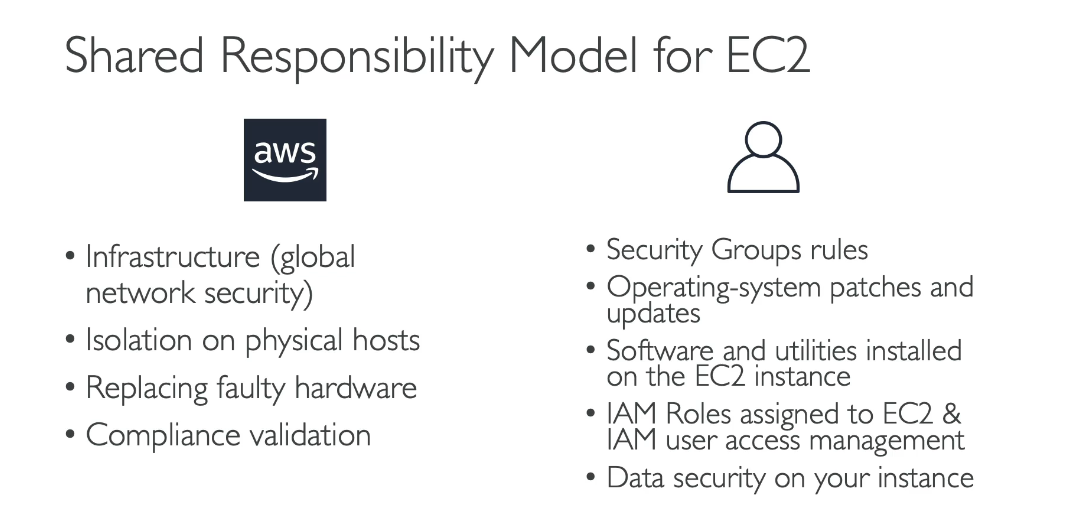 Shared Responsibility Model for EC2
aws
• Infrastructure (global
network security)
• Isolation on physical hosts
• Replacing faulty hardware
• Compliance validation
• Security Groups rules
• Operating-system patches and
updates
• Software and utilities installed
on the EC2 instance
• IAM Roles assigned to EC2 &
IAM user access management
• Data security on your instance